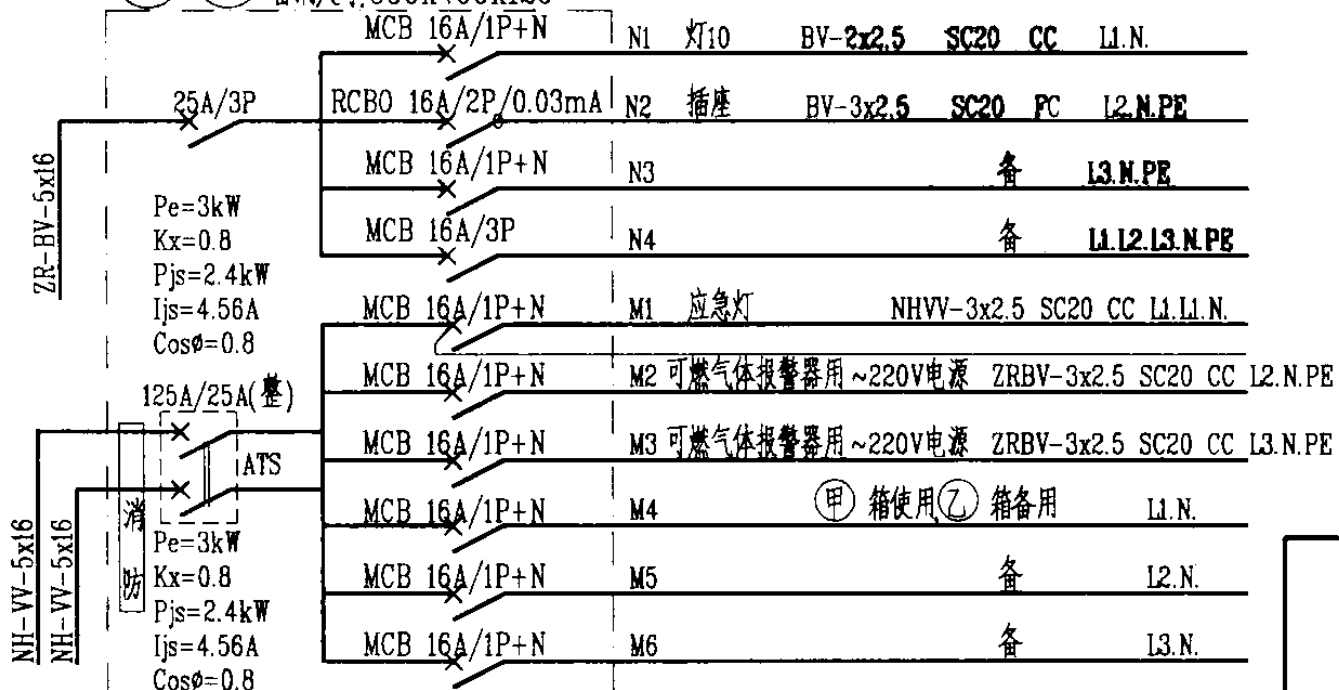 MCB 16A/1P+N N1 灯10 BV-2x2.5 SC20 CC L1.N.
25A/3P RCBO 16A/2P/0.03mA N2 插座 BV-3x2.5 SC20 FC L2.N.PE
MCB 16A/1P+N N3 备 L3.N.PE
MCB 16A/3P N4 备 L1.L2.L3.N.PE
ZR-BV-5x16
Pe=3kW
Kx=0.8
Pjs=2.4kW
Ijs=4.56A
Cosø=0.8
MCB 16A/1P+N M1 应急灯 NHVV-3x2.5 SC20 CC L1.L1.N.
MCB 16A/1P+N M2 可燃气体报警器用~220V电源 ZRBV-3x2.5 SC20 CC L2.N.PE
125A/25A(整)
MCB 16A/1P+N M3 可燃气体报警器用~220V电源 ZRBV-3x2.5 SC20 CC L3.N.PE
ATS
消防
MCB 16A/1P+N M4 甲 箱使用,乙 箱备用 L1.N.
MCB 16A/1P+N M5 备 L2.N.
MCB 16A/1P+N M6 备 L3.N.
NH-VV-5x16
NH-VV-5x16
Pe=3kW
Kx=0.8
Pjs=2.4kW
Ijs=4.56A
Cosø=0.8